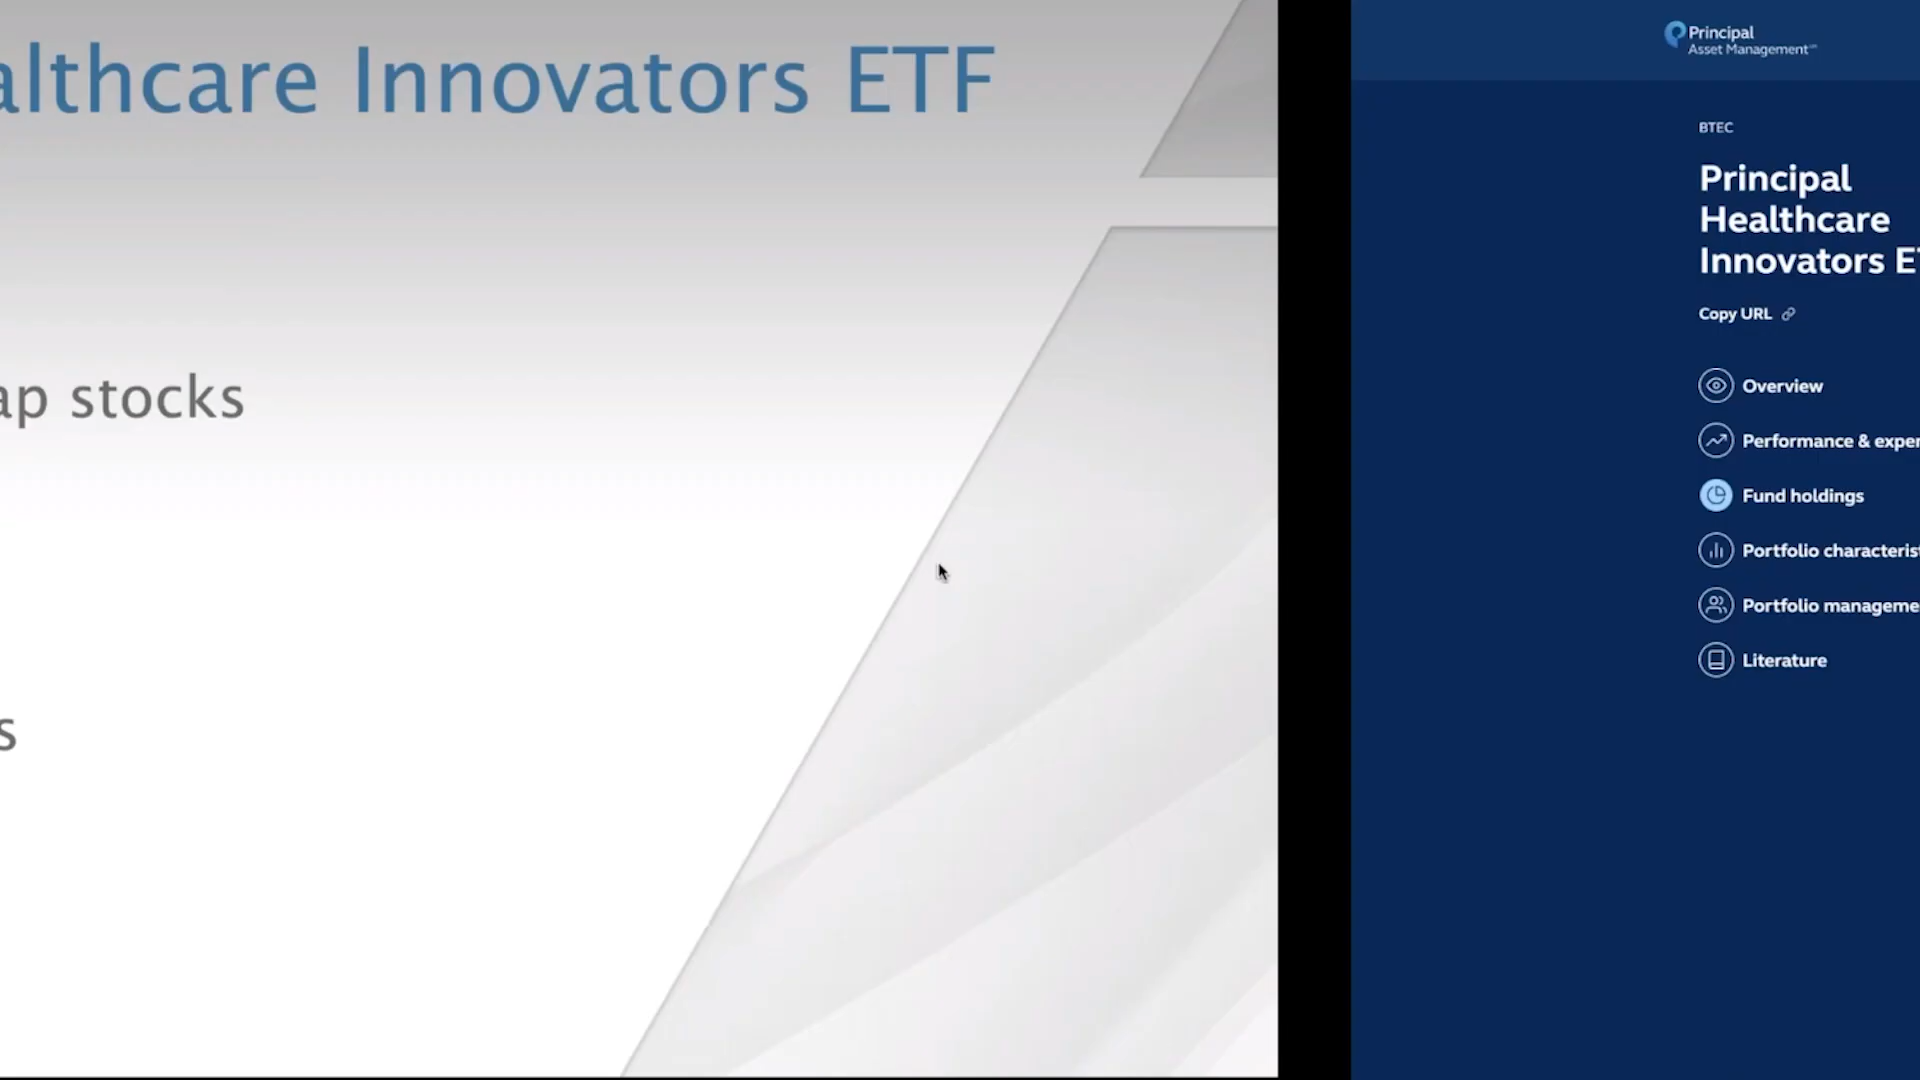 althcare Innovators ETF
ap stocks
s
Principal
Asset Management
BTEC
Principal
Healthcare
Innovators E
Copy URL
Overview
Performance & exper
Fund holdings
Portfolio characterist
Portfolio manageme
Literature